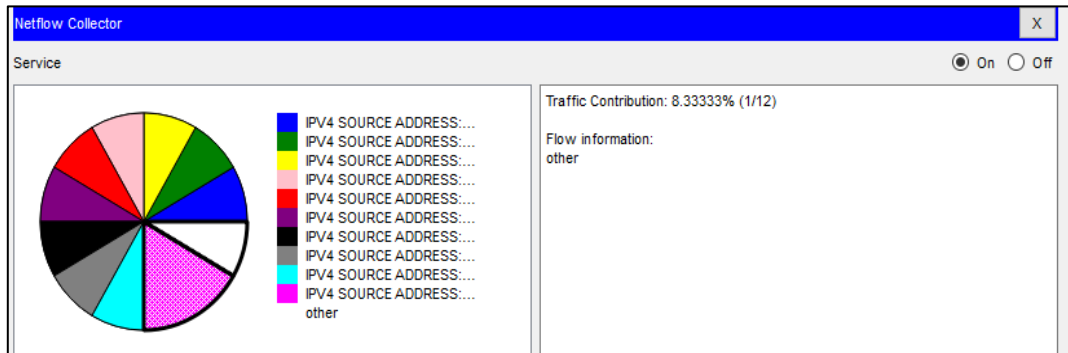 Netflow Collector
X
Service
On
Off
IPV4 SOURCE ADDRESS:...
IPV4 SOURCE ADDRESS:...
IPV4 SOURCE ADDRESS:...
IPV4 SOURCE ADDRESS:...
IPV4 SOURCE ADDRESS:...
IPV4 SOURCE ADDRESS:...
IPV4 SOURCE ADDRESS:...
IPV4 SOURCE ADDRESS:...
IPV4 SOURCE ADDRESS:...
IPV4 SOURCE ADDRESS:...
other
Traffic Contribution: 8.33333% (1/12)
Flow information:
other